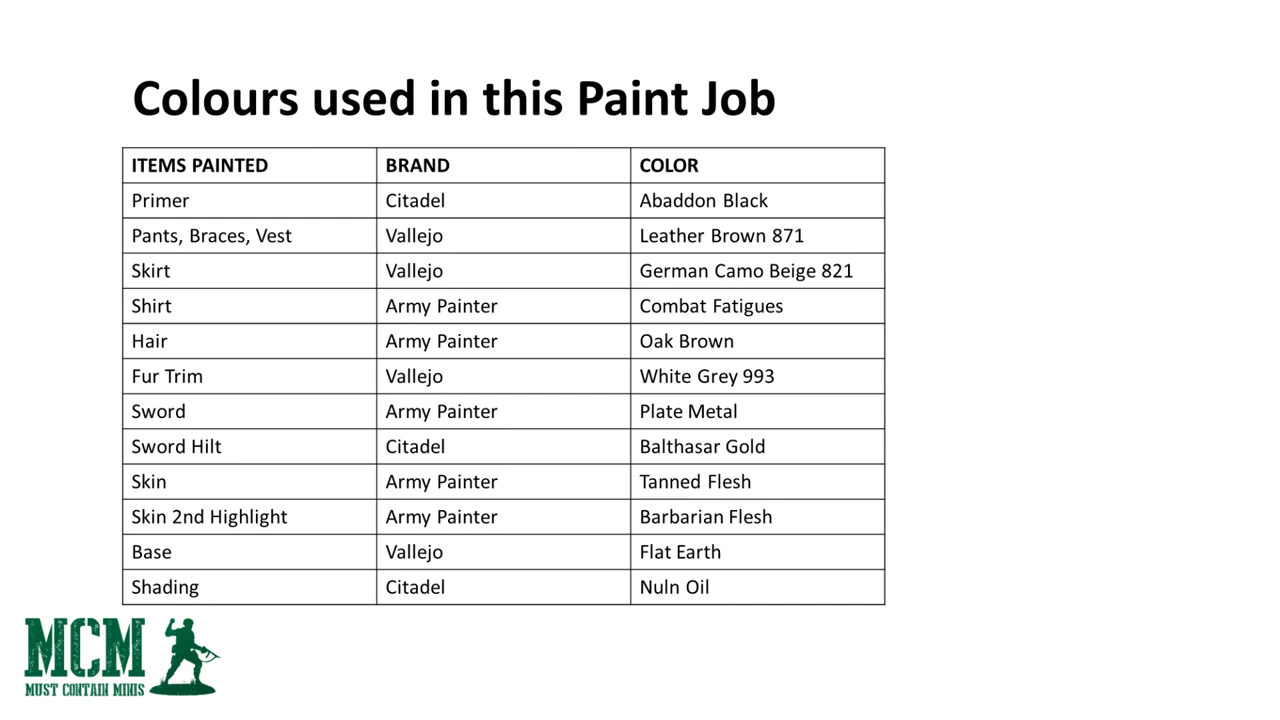 Colours used in this Paint Job
ITEMS PAINTED BRAND COLOR
Primer Citadel Abaddon Black
Pants, Braces, Vest Vallejo Leather Brown 871
Skirt Vallejo German Camo Beige 821
Shirt Army Painter Combat Fatigues
Hair Army Painter Oak Brown
Fur Trim Vallejo White Grey 993
Sword Army Painter Plate Metal
Sword Hilt Citadel Balthasar Gold
Skin Army Painter Tanned Flesh
Skin 2nd Highlight Army Painter Barbarian Flesh
Base Vallejo Flat Earth
Shading Citadel Nuln Oil
MCM
MUST CONTAIN MINIS